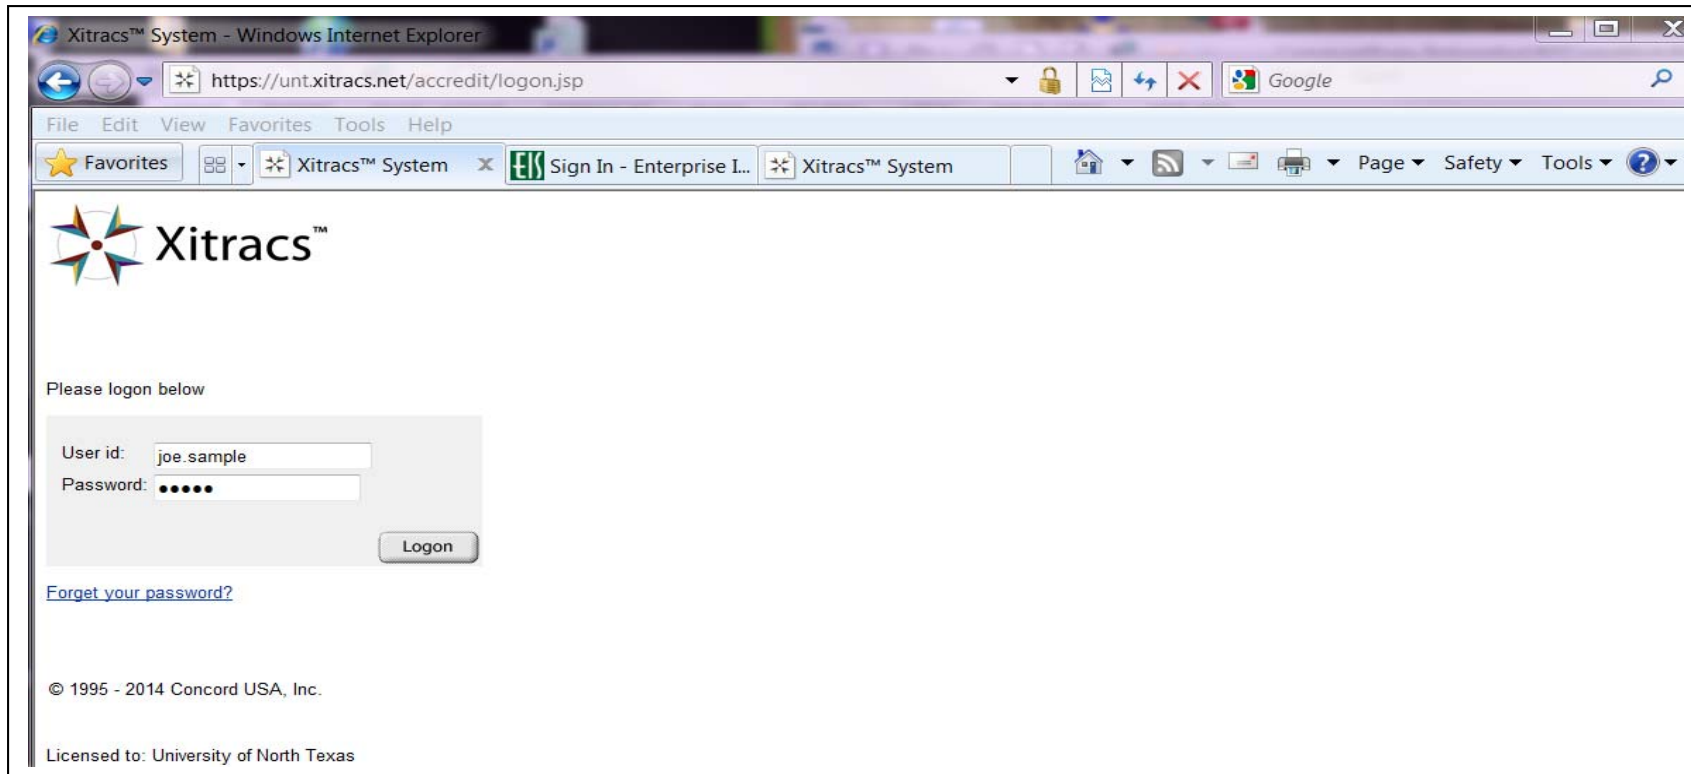 Xitracs™ System - Windows Internet Explorer
https://unt.xitracs.net/accredit/logon.jsp
Google
File Edit View Favorites Tools Help
Favorites Xitracs™ System x EIS Sign In - Enterprise I... Xitracs™ System Page Safety Tools
Xitracs™
Please logon below
User id: joe.sample
Password: •••••
Logon
Forget your password?
© 1995 - 2014 Concord USA, Inc.
Licensed to: University of North Texas